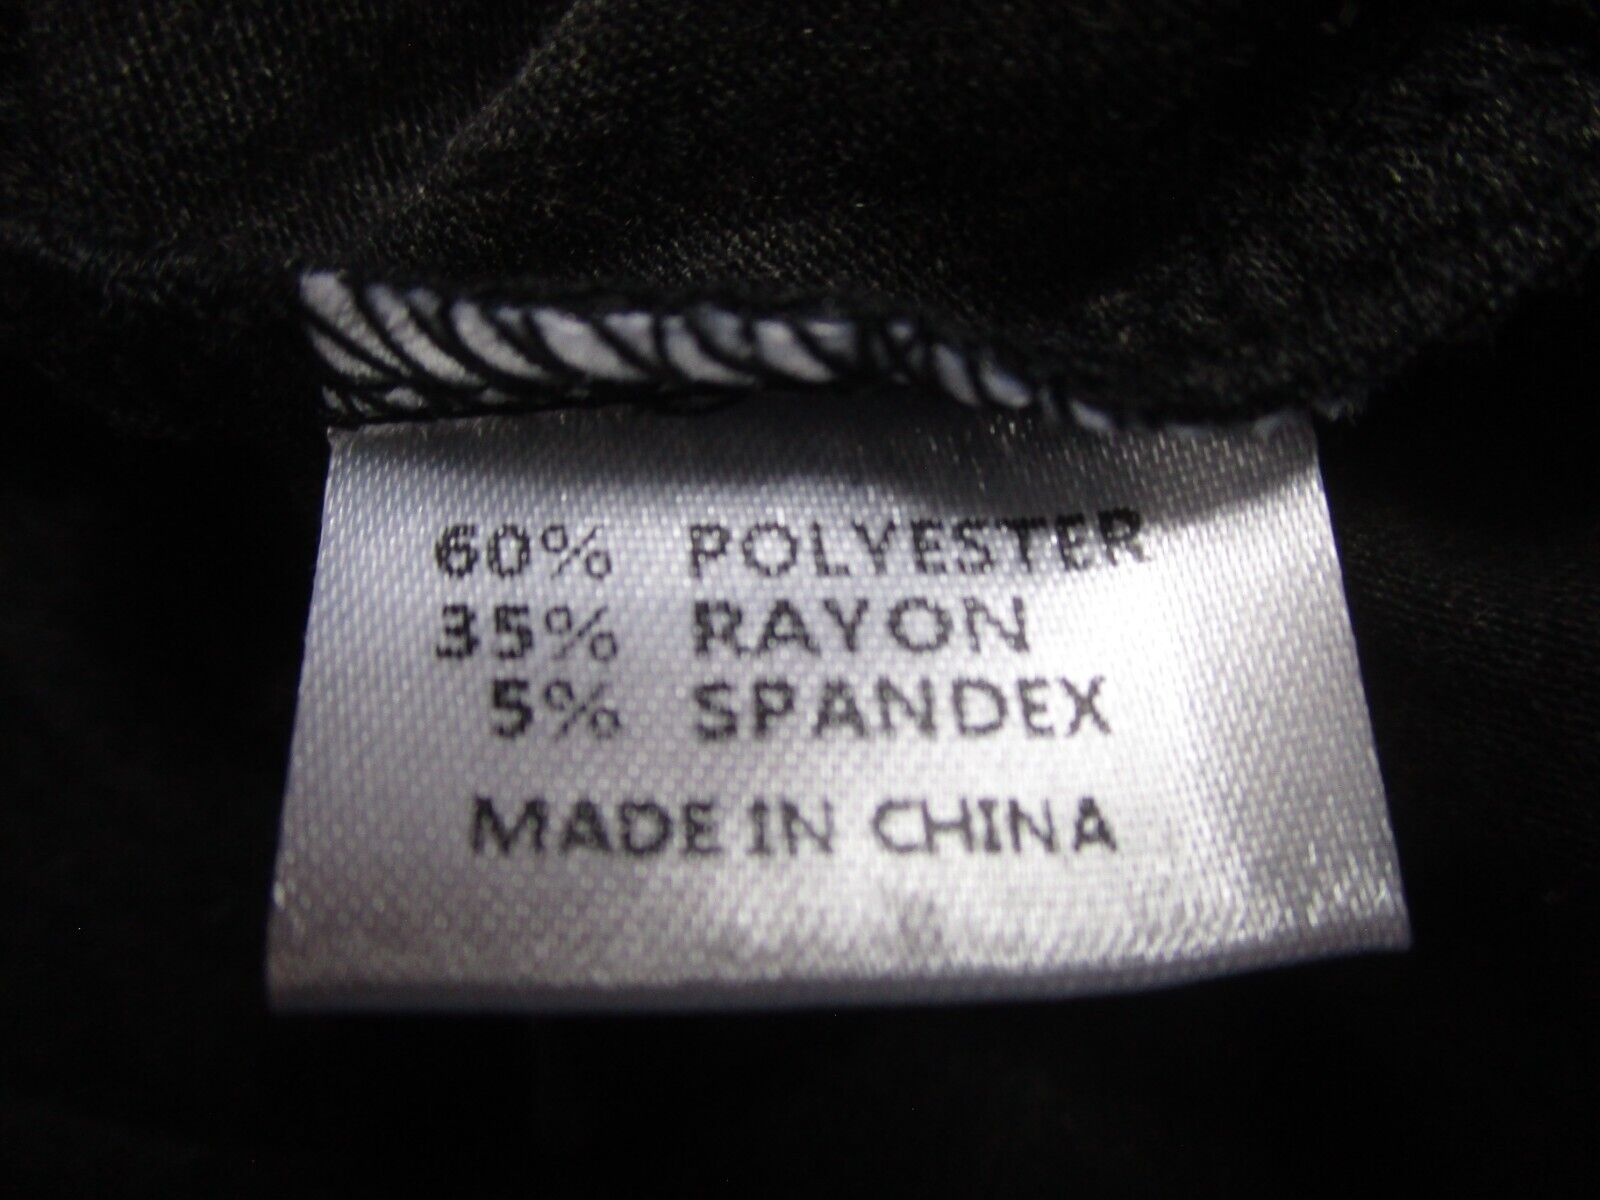 60% POLYESTER
35% RAYON
5% SPANDEX
MADE IN CHINA